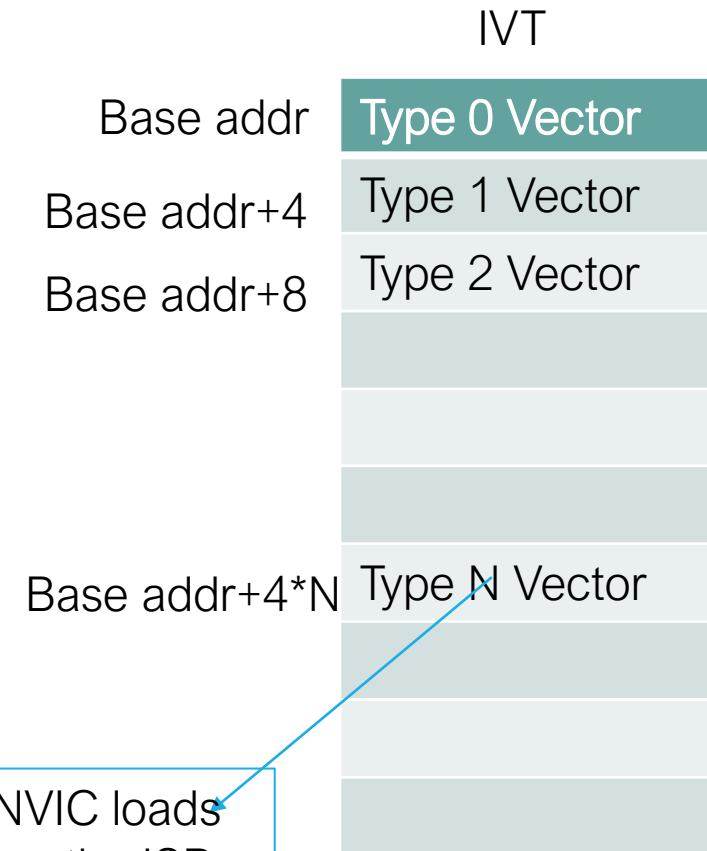 IVT
Base addr Type 0 Vector
Base addr+4 Type 1 Vector
Base addr+8 Type 2 Vector
Base addr+4*N Type N Vector
NVIC loads